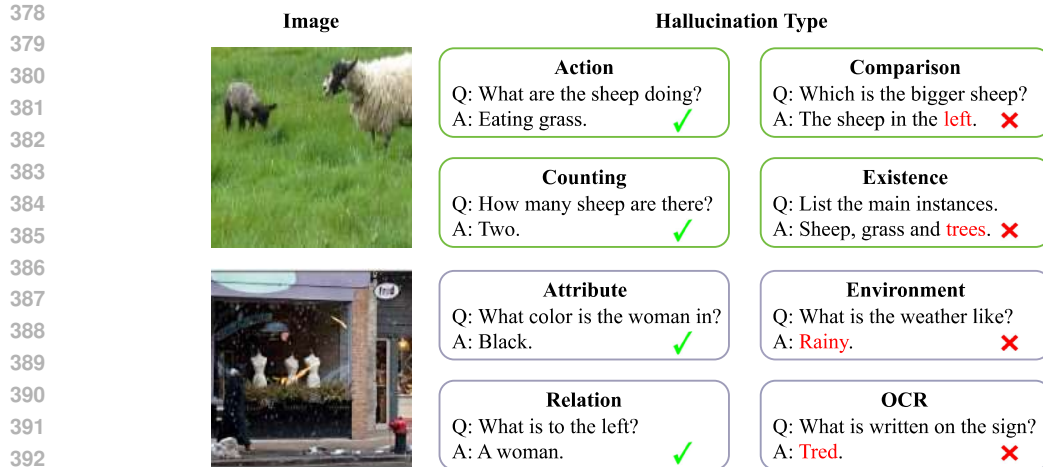 378
379
380
381
382
383
384
385
386
387
388
389
390
391
392
Image
Hallucination Type
Action
Q: What are the sheep doing?
A: Eating grass.
Comparison
Q: Which is the bigger sheep?
A: The sheep in the left.
Counting
Q: How many sheep are there?
A: Two.
Existence
Q: List the main instances.
A: Sheep, grass and trees.
fred
Attribute
Q: What color is the woman in?
A: Black.
Environment
Q: What is the weather like?
A: Rainy.
Relation
Q: What is to the left?
A: A woman.
OCR
Q: What is written on the sign?
A: Tred.